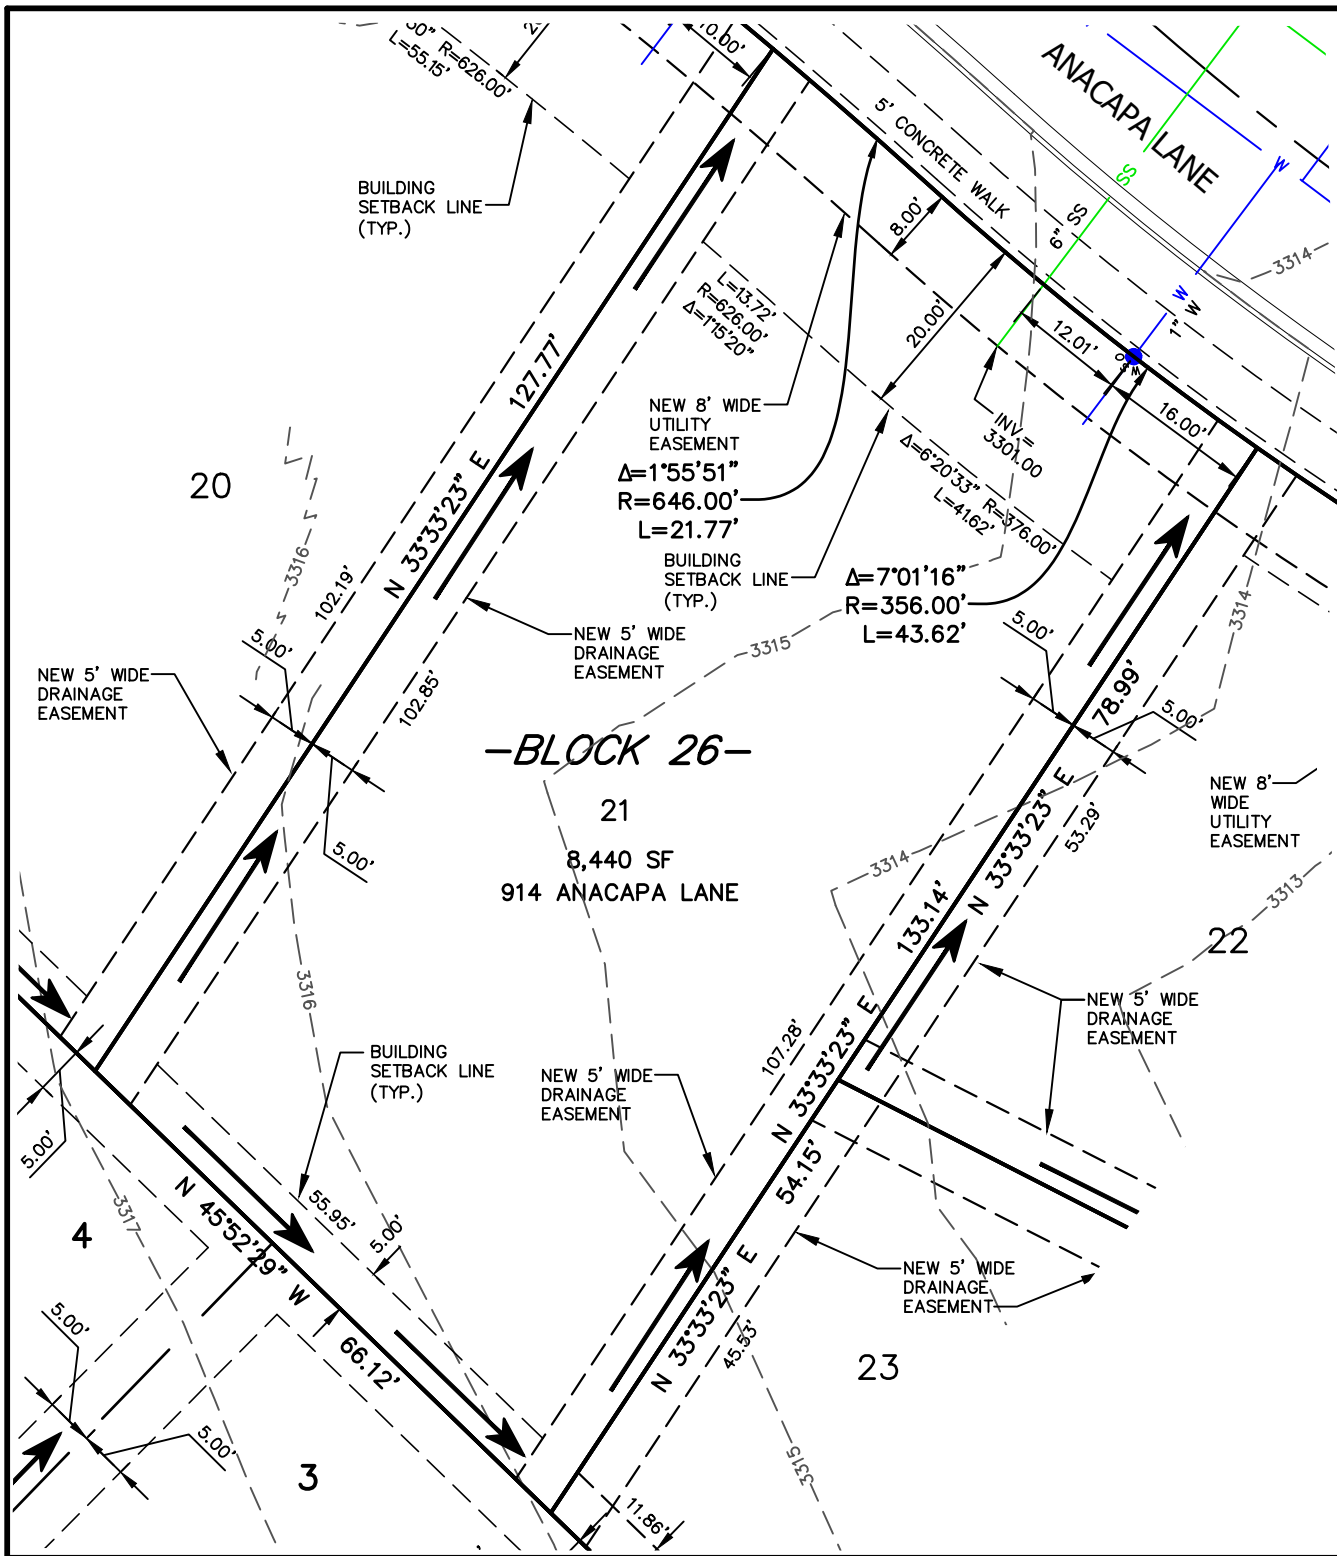 50" R=626.00'
L=55.15'
10.00'
ANACAPA LANE
5' CONCRETE WALK
BUILDING
SETBACK LINE
(TYP.)
8.00'
6" SS
SS
W
W
1" W
3314
L=13.72'
R=626.00'
Δ=1°15'20"
20.00'
12.01'
16.00'
127.77'
NEW 8' WIDE
UTILITY
EASEMENT
INV.=
3301.00
Δ=1°55'51"
R=646.00'
L=21.77'
Δ=6°20'33" R=376.00'
L=41.62'
20
N 33°33'23" E
BUILDING
SETBACK LINE
(TYP.)
Δ=7°01'16"
R=356.00'
L=43.62'
3316
102.19'
5.00'
3314
NEW 5' WIDE
DRAINAGE
EASEMENT
3315
5.00'
NEW 5' WIDE
DRAINAGE
EASEMENT
102.85'
78.99'
5.00'
-BLOCK 26-
21
8,440 SF
914 ANACAPA LANE
NEW 8'
WIDE
UTILITY
EASEMENT
N 33°33'23" E
53.29'
5.00'
3314
3313
133.14'
22
3316
NEW 5' WIDE
DRAINAGE
EASEMENT
BUILDING
SETBACK LINE
(TYP.)
NEW 5' WIDE
DRAINAGE
EASEMENT
107.28'
N 33°33'23" E
5.00'
54.15'
3317
4
N 45°52'29" W
55.95'
5.00'
NEW 5' WIDE
DRAINAGE
EASEMENT
N 33°33'23" E
45.53'
5.00'
66.12'
23
5.00'
3
3315
11.86'